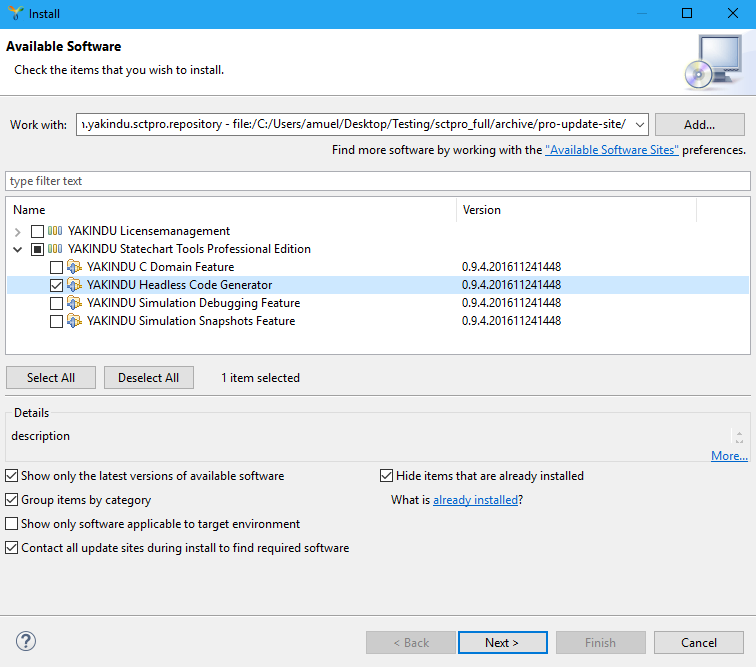 Install
Available Software
Check the items that you wish to install.
Work with: ı.yakindu.sctpro.repository - file:/C:/Users/amuel/Desktop/Testing/sctpro_full/archive/pro-update-site/ Add...
Find more software by working with the "Available Software Sites" preferences.
type filter text
Name Version
YAKINDU Licensemanagement
YAKINDU Statechart Tools Professional Edition
YAKINDU C Domain Feature 0.9.4.201611241448
YAKINDU Headless Code Generator 0.9.4.201611241448
YAKINDU Simulation Debugging Feature 0.9.4.201611241448
YAKINDU Simulation Snapshots Feature 0.9.4.201611241448
Select All Deselect All 1 item selected
Details
description
More...
Show only the latest versions of available software Hide items that are already installed
Group items by category What is already installed?
Show only software applicable to target environment
Contact all update sites during install to find required software
? < Back Next > Finish Cancel